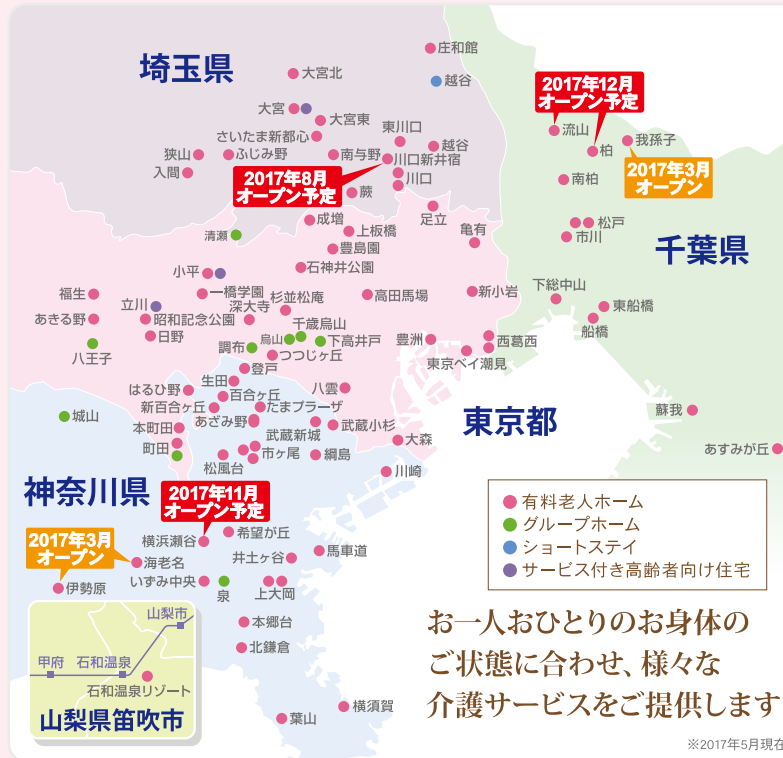 埼玉県
庄和館
大宮北
越谷
大宮
大宮東
さいたま新都心
東川口
越谷
狭山
ふじみ野
南与野
川口新井宿
入間
川口
蕨
2017年8月
オープン予定
2017年12月
オープン予定
流山
柏
我孫子
2017年3月
オープン
南柏
松戸
市川
千葉県
下総中山
東船橋
船橋
蘇我
あすみが丘
足立
成増
亀有
清瀬
上板橋
豊島園
石神井公園
小平
福生
一橋学園
杉並松庵
高田馬場
新小岩
立川
深大寺
あきる野
昭和記念公園
千歳烏山
日野
烏山
下高井戸
豊洲
西葛西
八王子
調布
つつじヶ丘
東京ベイ潮見
登戸
東京都
生田
はるひ野
百合ヶ丘
八雲
新百合ヶ丘
たまプラーザ
城山
あざみ野
武蔵小杉
本町田
武蔵新城
大森
町田
市ヶ尾
綱島
松風台
川崎
神奈川県
2017年11月
オープン予定
2017年3月
オープン
横浜瀬谷
希望が丘
海老名
井土ヶ谷
馬車道
いずみ中央
伊勢原
泉
上大岡
本郷台
北鎌倉
横須賀
葉山
山梨市
甲府
石和温泉
石和温泉リゾート
山梨県笛吹市
有料老人ホーム
グループホーム
ショートステイ
サービス付き高齢者向け住宅
お一人おひとりのお身体の
ご状態に合わせ、様々な
介護サービスをご提供します
※2017年5月現在